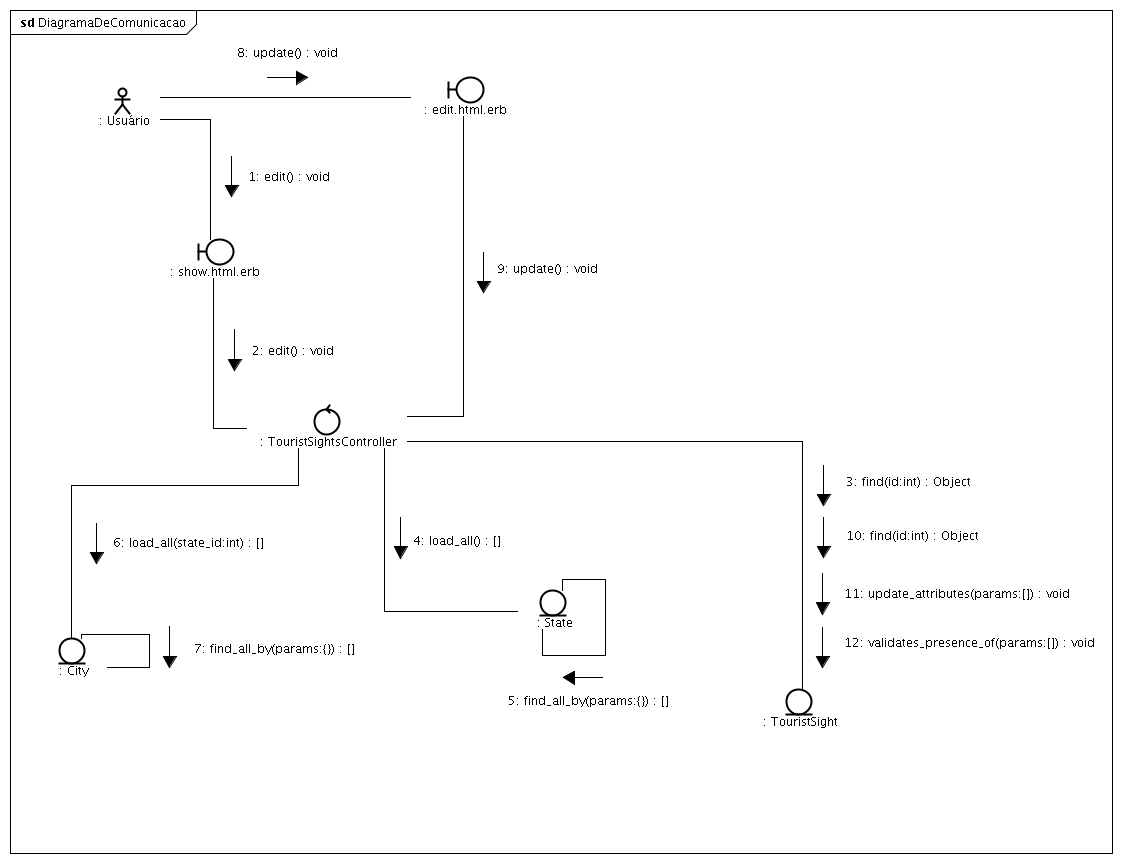 sd DiagramaDeComunicacao
8: update() : void
: Usuário
: edit.html.erb
1: edit() : void
: show.html.erb
9: update() : void
2: edit() : void
: TouristSightsController
3: find(id:int) : Object
10: find(id:int) : Object
6: load_all(state_id:int) : []
4: load_all() : []
11: update_attributes(params:[]) : void
: State
12: validates_presence_of(params:[]) : void
7: find_all_by(params:{}) : []
: City
5: find_all_by(params:{}) : []
: TouristSight